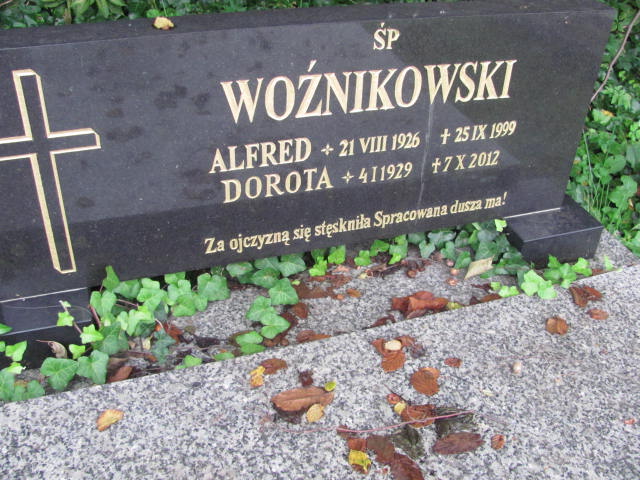 ŚP
WOŹNIKOWSKI
ALFRED ✧ 21 VIII 1926 ✝ 25 IX 1999
DOROTA ✧ 4 I 1929 ✝ 7 X 2012
Za ojczyzną się stęskniła Spracowana dusza ma!